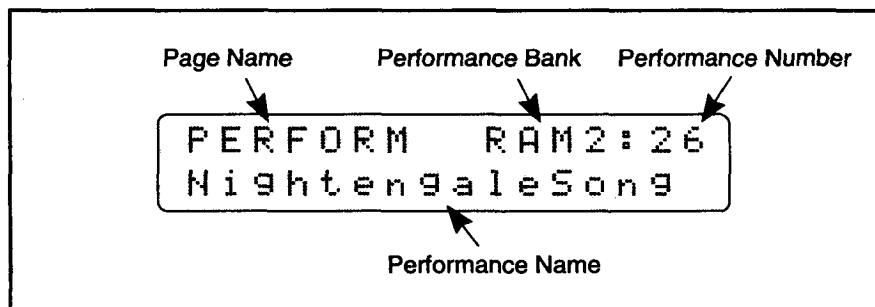 Page Name Performance Bank Performance Number
PERFORM RAM2:26
NightengaleSong
Performance Name